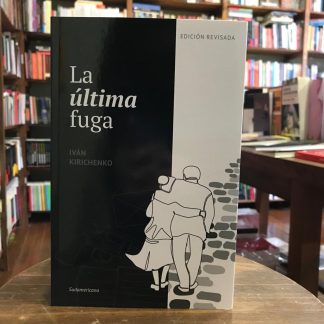 EDICIÓN REVISADA
La
última
fuga
IVÁN
KIRICHENKO
Sudamericana